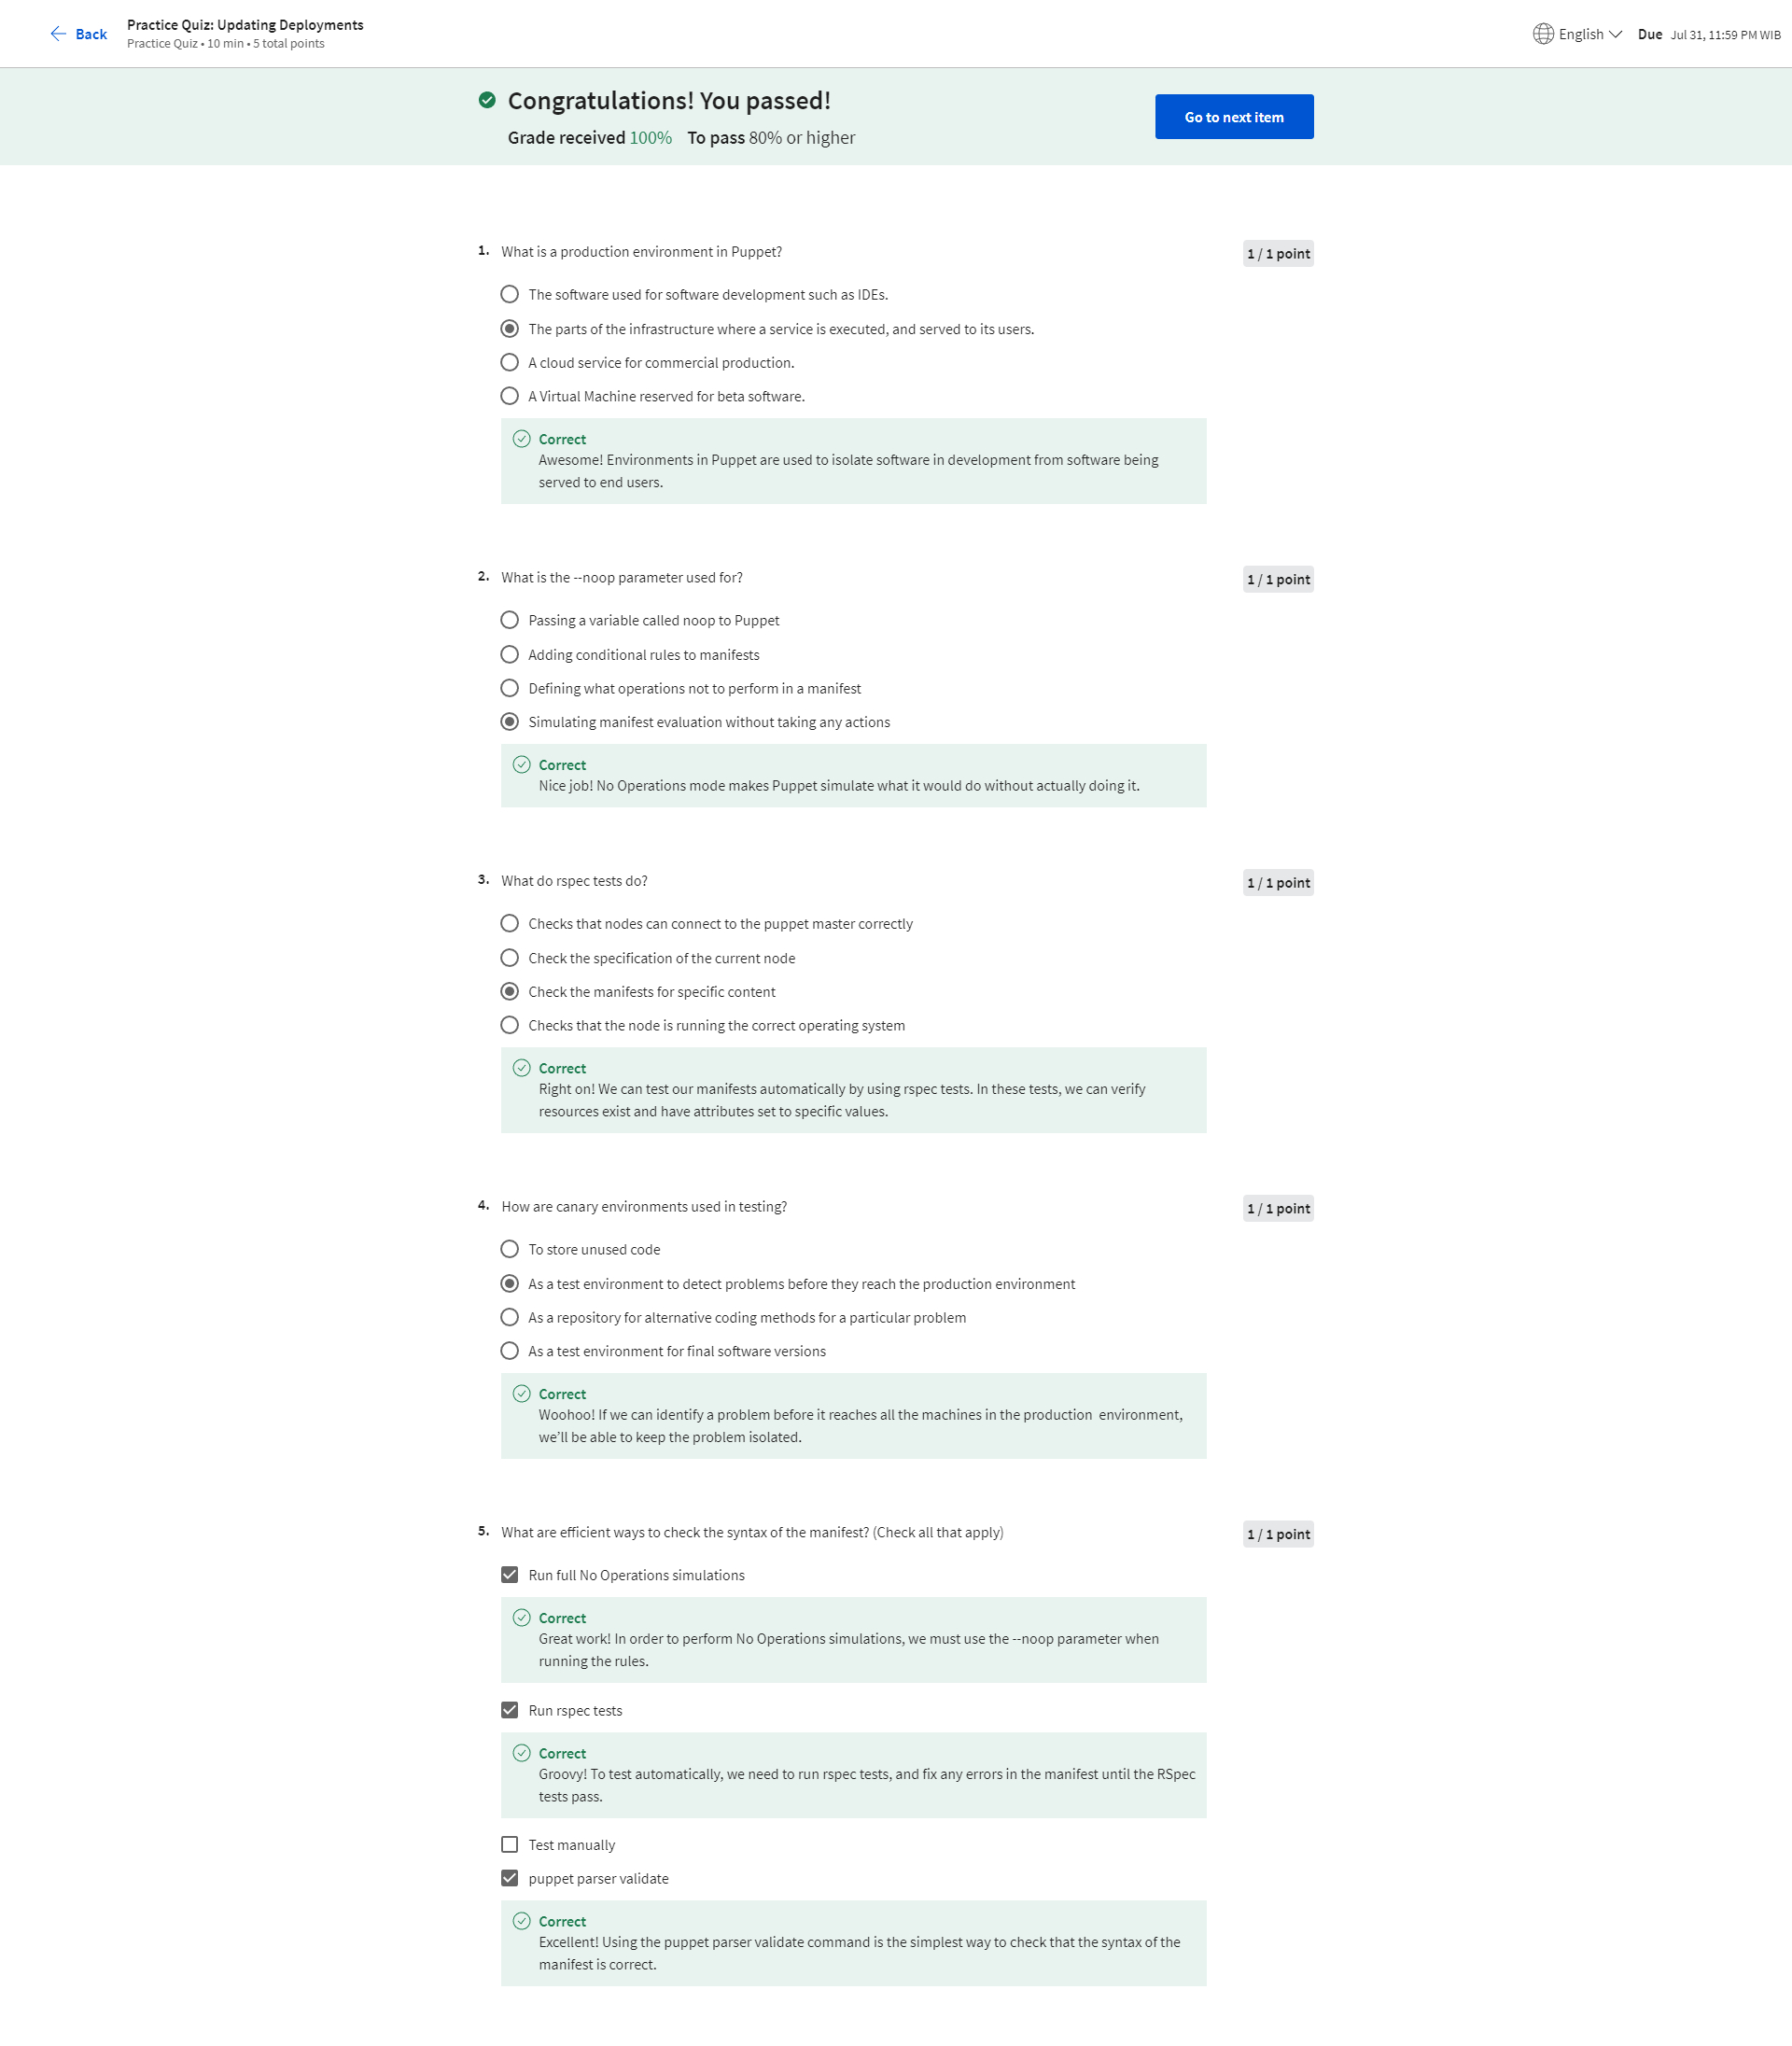 Back
Practice Quiz: Updating Deployments
Practice Quiz • 10 min • 5 total points
English
Due Jul 31, 11:59 PM WIB
Congratulations! You passed!
Grade received 100% To pass 80% or higher
Go to next item
1. What is a production environment in Puppet?
1 / 1 point
The software used for software development such as IDEs.
The parts of the infrastructure where a service is executed, and served to its users.
A cloud service for commercial production.
A Virtual Machine reserved for beta software.
Correct
Awesome! Environments in Puppet are used to isolate software in development from software being
served to end users.
2. What is the --noop parameter used for?
1 / 1 point
Passing a variable called noop to Puppet
Adding conditional rules to manifests
Defining what operations not to perform in a manifest
Simulating manifest evaluation without taking any actions
Correct
Nice job! No Operations mode makes Puppet simulate what it would do without actually doing it.
3. What do rspec tests do?
1 / 1 point
Checks that nodes can connect to the puppet master correctly
Check the specification of the current node
Check the manifests for specific content
Checks that the node is running the correct operating system
Correct
Right on! We can test our manifests automatically by using rspec tests. In these tests, we can verify
resources exist and have attributes set to specific values.
4. How are canary environments used in testing?
1 / 1 point
To store unused code
As a test environment to detect problems before they reach the production environment
As a repository for alternative coding methods for a particular problem
As a test environment for final software versions
Correct
Woohoo! If we can identify a problem before it reaches all the machines in the production environment,
we’ll be able to keep the problem isolated.
5. What are efficient ways to check the syntax of the manifest? (Check all that apply)
1 / 1 point
Run full No Operations simulations
Correct
Great work! In order to perform No Operations simulations, we must use the --noop parameter when
running the rules.
Run rspec tests
Correct
Groovy! To test automatically, we need to run rspec tests, and fix any errors in the manifest until the RSpec
tests pass.
Test manually
puppet parser validate
Correct
Excellent! Using the puppet parser validate command is the simplest way to check that the syntax of the
manifest is correct.